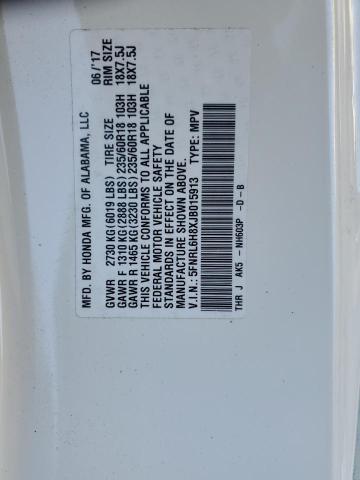 MFD. BY HONDA MFG. OF ALABAMA, LLC 06/'17
GVWR 2730 KG(6019 LBS) TIRE SIZE RIM SIZE
GAWR F 1310 KG(2888 LBS) 235/60R18 103H 18X7.5J
GAWR R 1465 KG(3230 LBS) 235/60R18 103H 18X7.5J
THIS VEHICLE CONFORMS TO ALL APPLICABLE
FEDERAL MOTOR VEHICLE SAFETY
STANDARDS IN EFFECT ON THE DATE OF
MANUFACTURE SHOWN ABOVE.
V.I.N.: 5FNRL6H8XJB015913 TYPE: MPV
THR J AK5 - NH603P -D-B